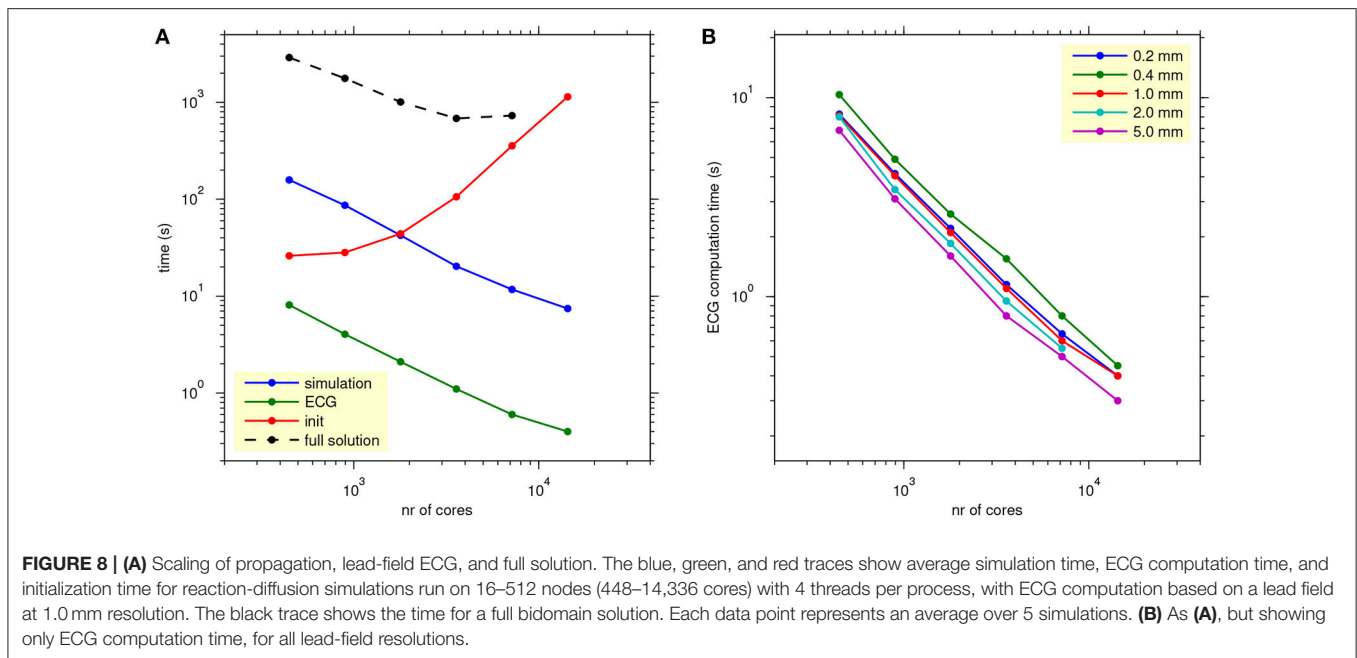 A
10³
10²
10¹
10⁰
time (s)
simulation
ECG
init
full solution
10³ 10⁴
nr of cores
B
10¹
10⁰
ECG computation time (s)
0.2 mm
0.4 mm
1.0 mm
2.0 mm
5.0 mm
10³ 10⁴
nr of cores
FIGURE 8 | (A) Scaling of propagation, lead-field ECG, and full solution. The blue, green, and red traces show average simulation time, ECG computation time, and
initialization time for reaction-diffusion simulations run on 16–512 nodes (448–14,336 cores) with 4 threads per process, with ECG computation based on a lead field
at 1.0 mm resolution. The black trace shows the time for a full bidomain solution. Each data point represents an average over 5 simulations. (B) As (A), but showing
only ECG computation time, for all lead-field resolutions.